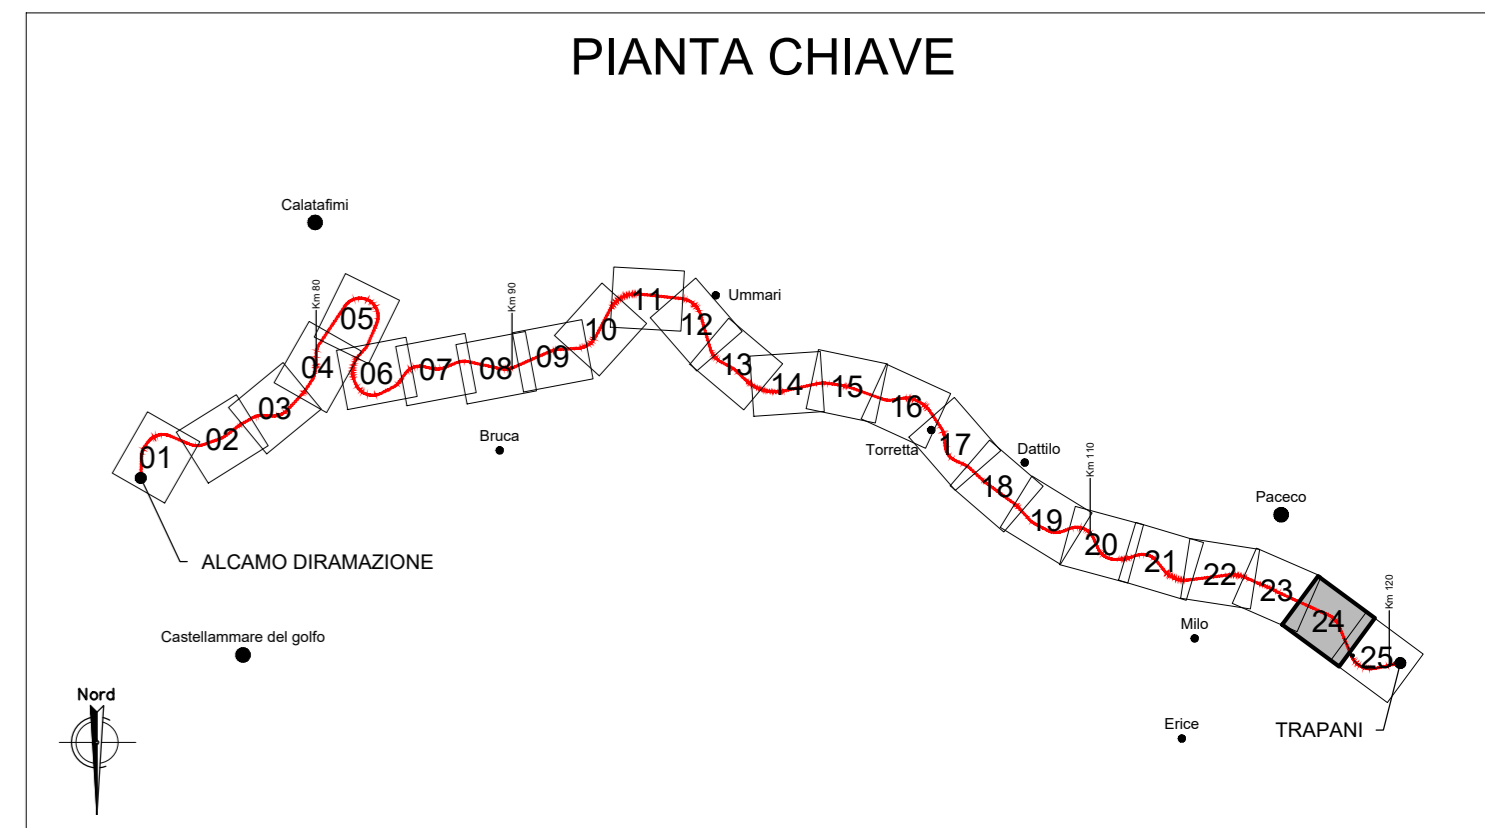 PIANTA CHIAVE
Calatafimi
Km 80
Km 90
Ummari
01
02
03
04
05
06
07
08
09
10
11
12
13
14
15
16
17
18
19
20
21
22
23
24
25
Bruca
Torretta
Dattilo
Km 110
Paceco
Km 120
ALCAMO DIRAMAZIONE
Castellammare del golfo
Milo
Erice
TRAPANI
Nord